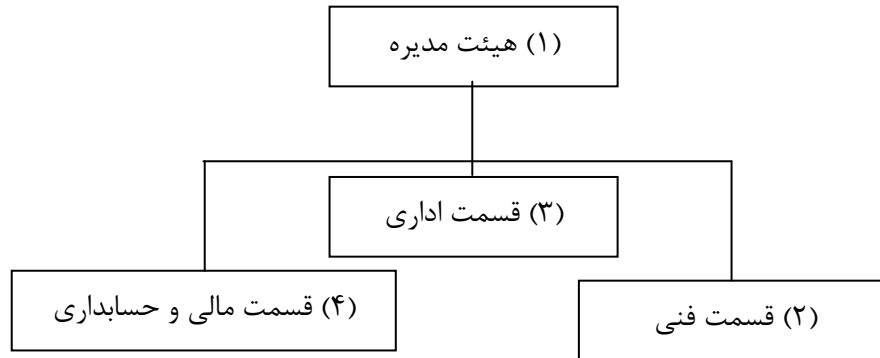 (۱) هیئت مدیره
(۳) قسمت اداری
(۲) قسمت فنی
(۴) قسمت مالی و حسابداری